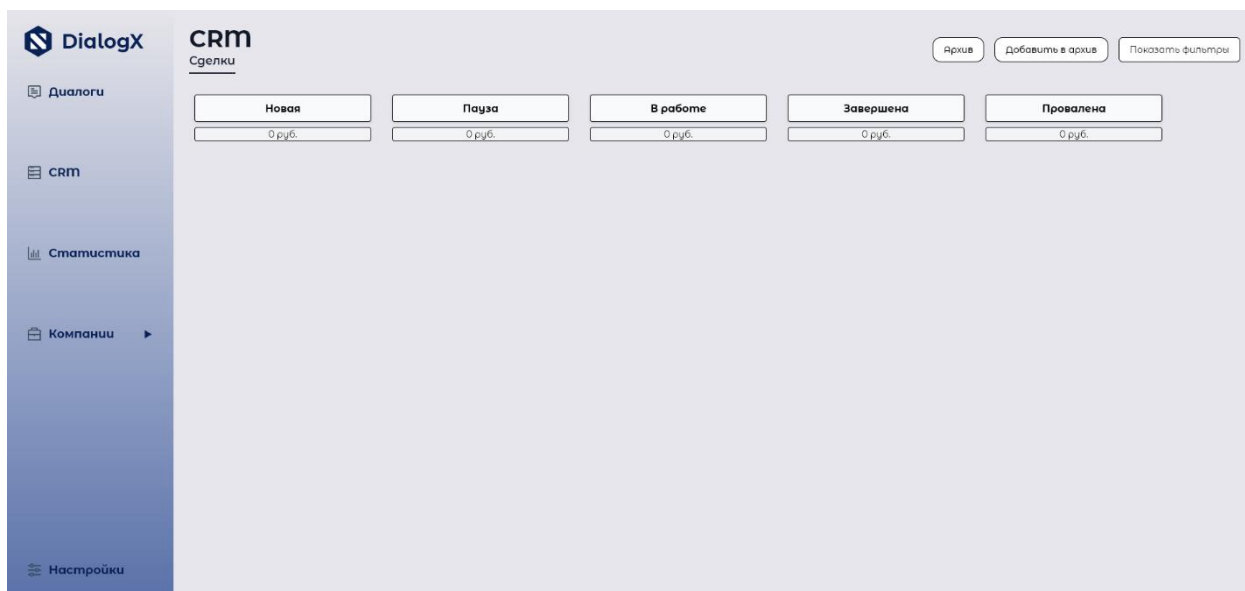 DialogX
Диалоги
CRM
Статистика
Компании
Настройки
CRM
Сделки
Архив
Добавить в архив
Показать фильтры
Новая
Пауза
В работе
Завершена
Провалена
0 руб.
0 руб.
0 руб.
0 руб.
0 руб.